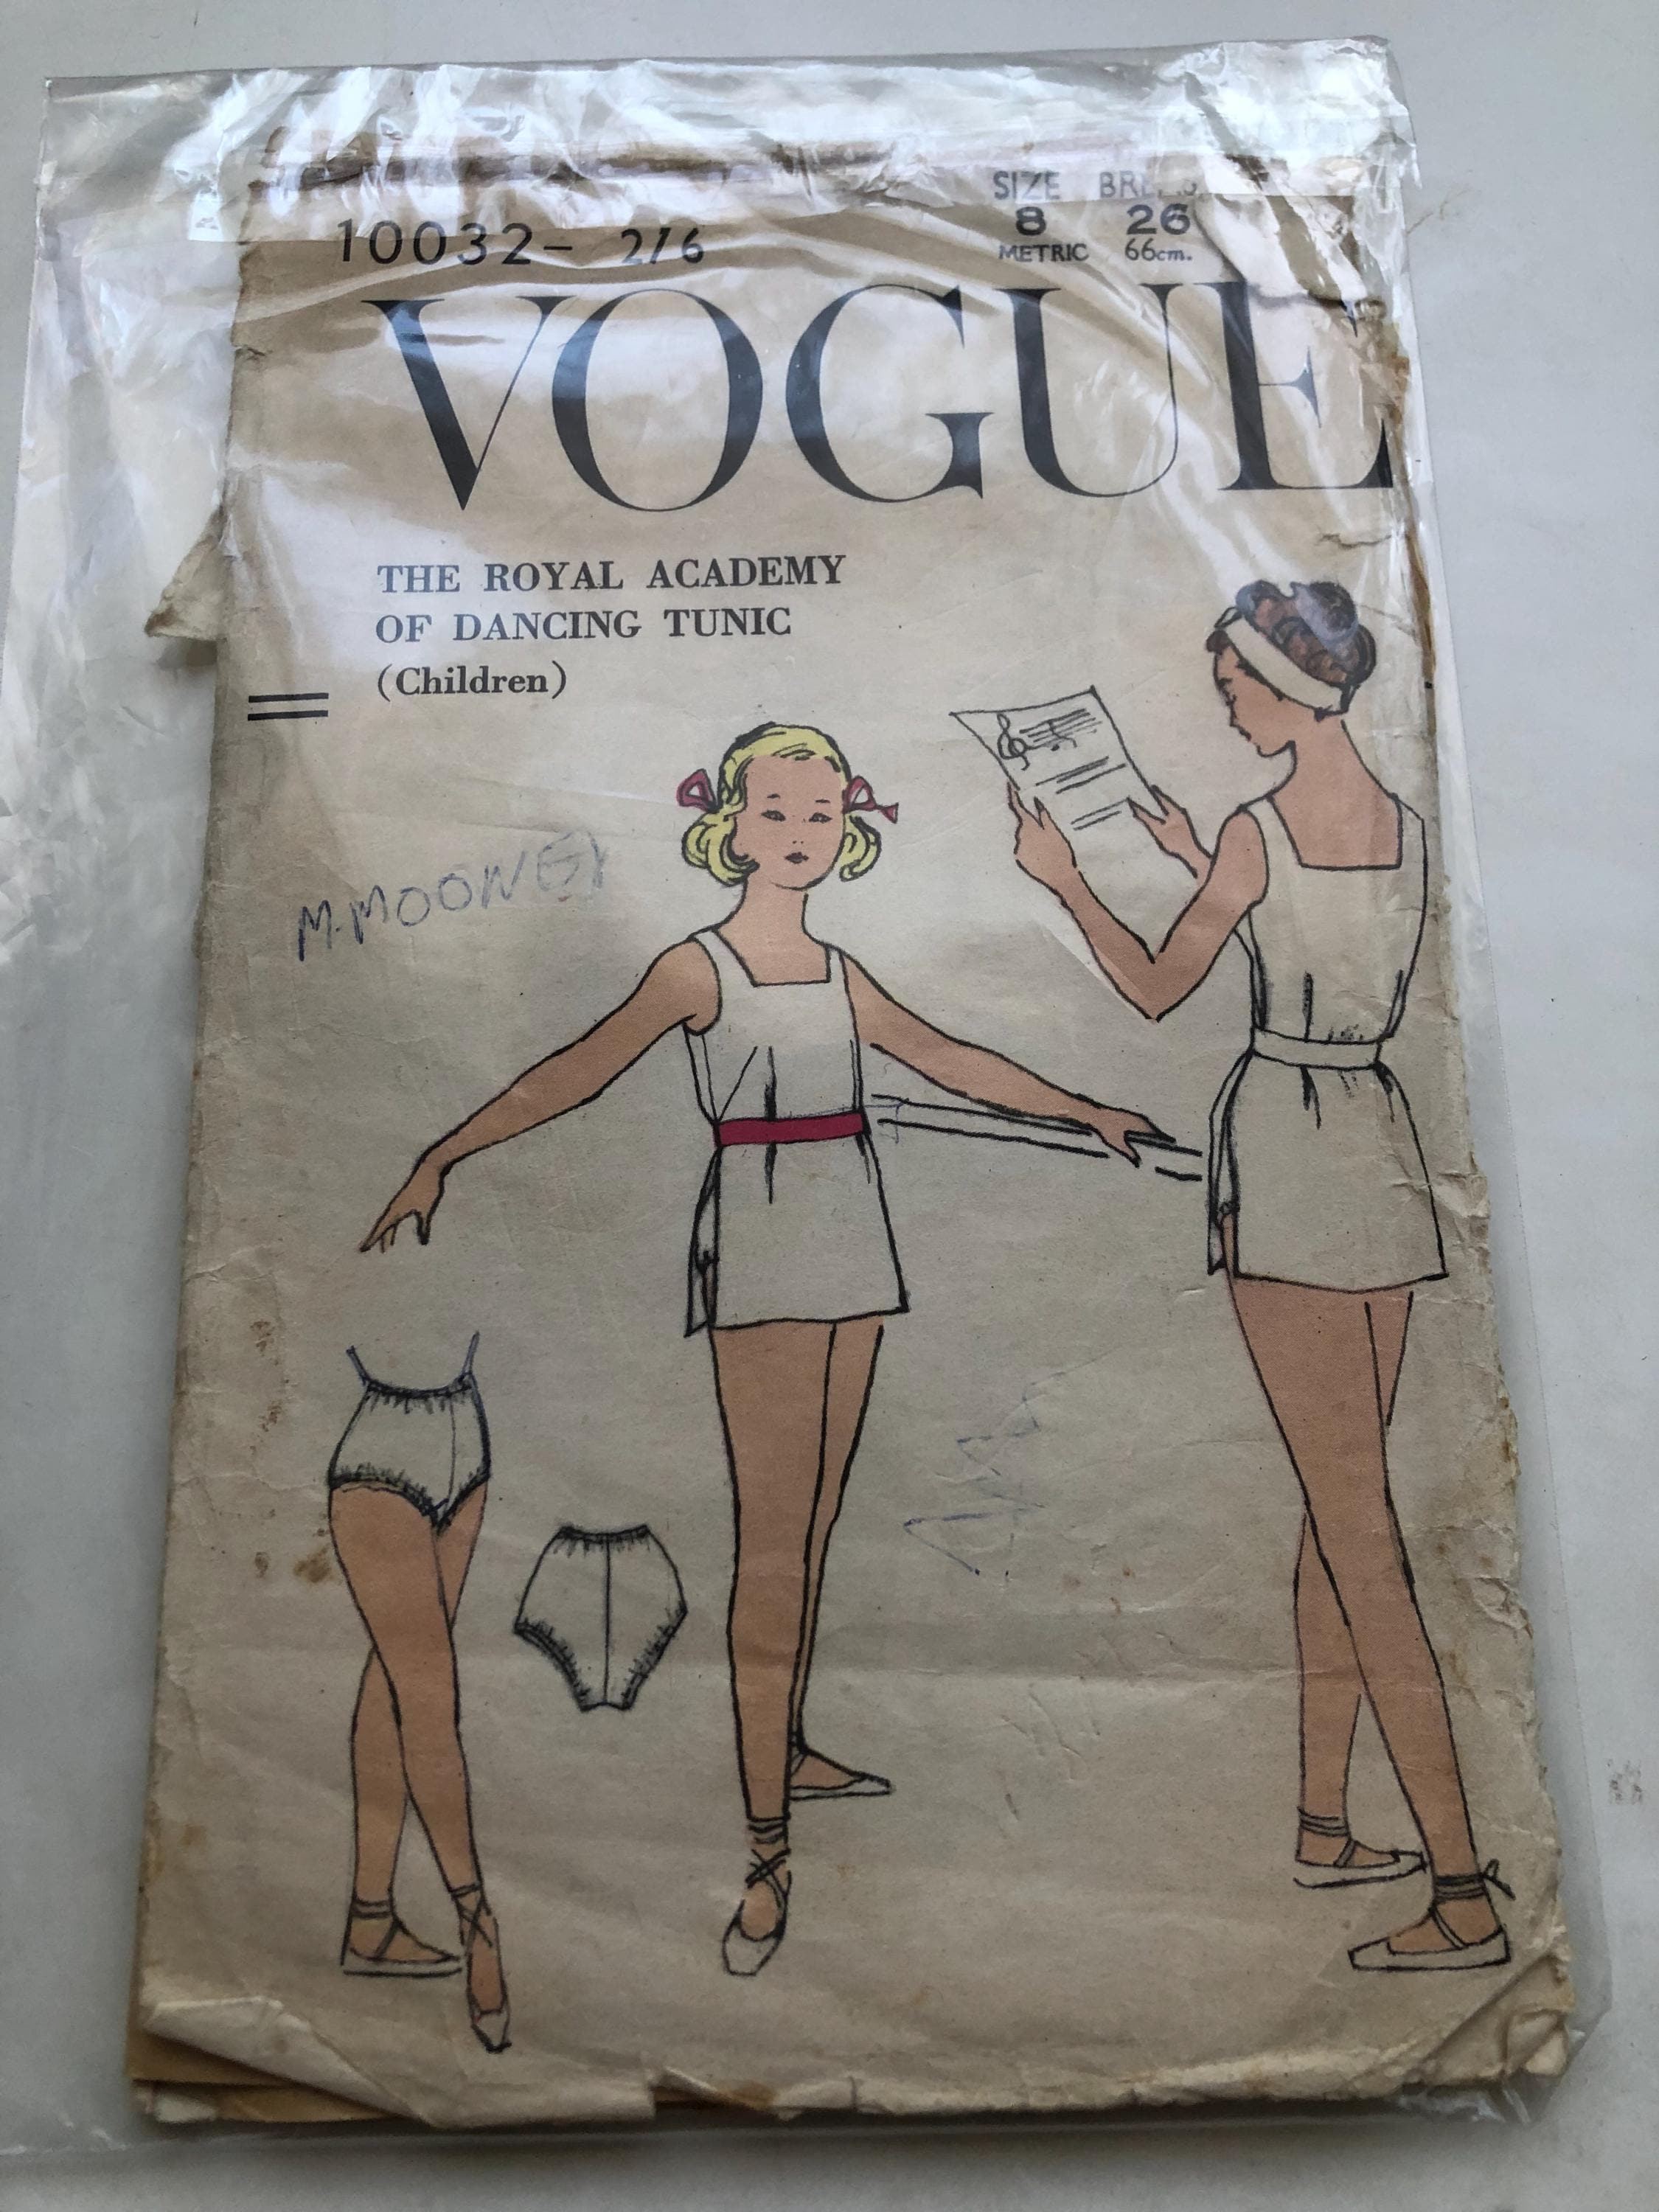 SIZE
10032- 2/6 8 26
METRIC 66cm.
VOGUE
THE ROYAL ACADEMY
OF DANCING TUNIC
(Children)
M.MOONEY